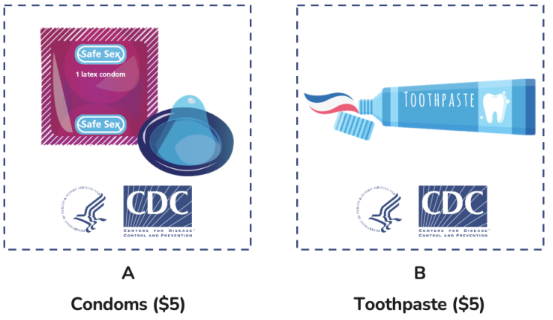 Safe Sex
1 latex condom
Safe Sex
CDC
CENTERS FOR DISEASE
CONTROL AND PREVENTION
A
Condoms ($5)
TOOTHPASTE
CDC
CENTERS FOR DISEASE
CONTROL AND PREVENTION
B
Toothpaste ($5)